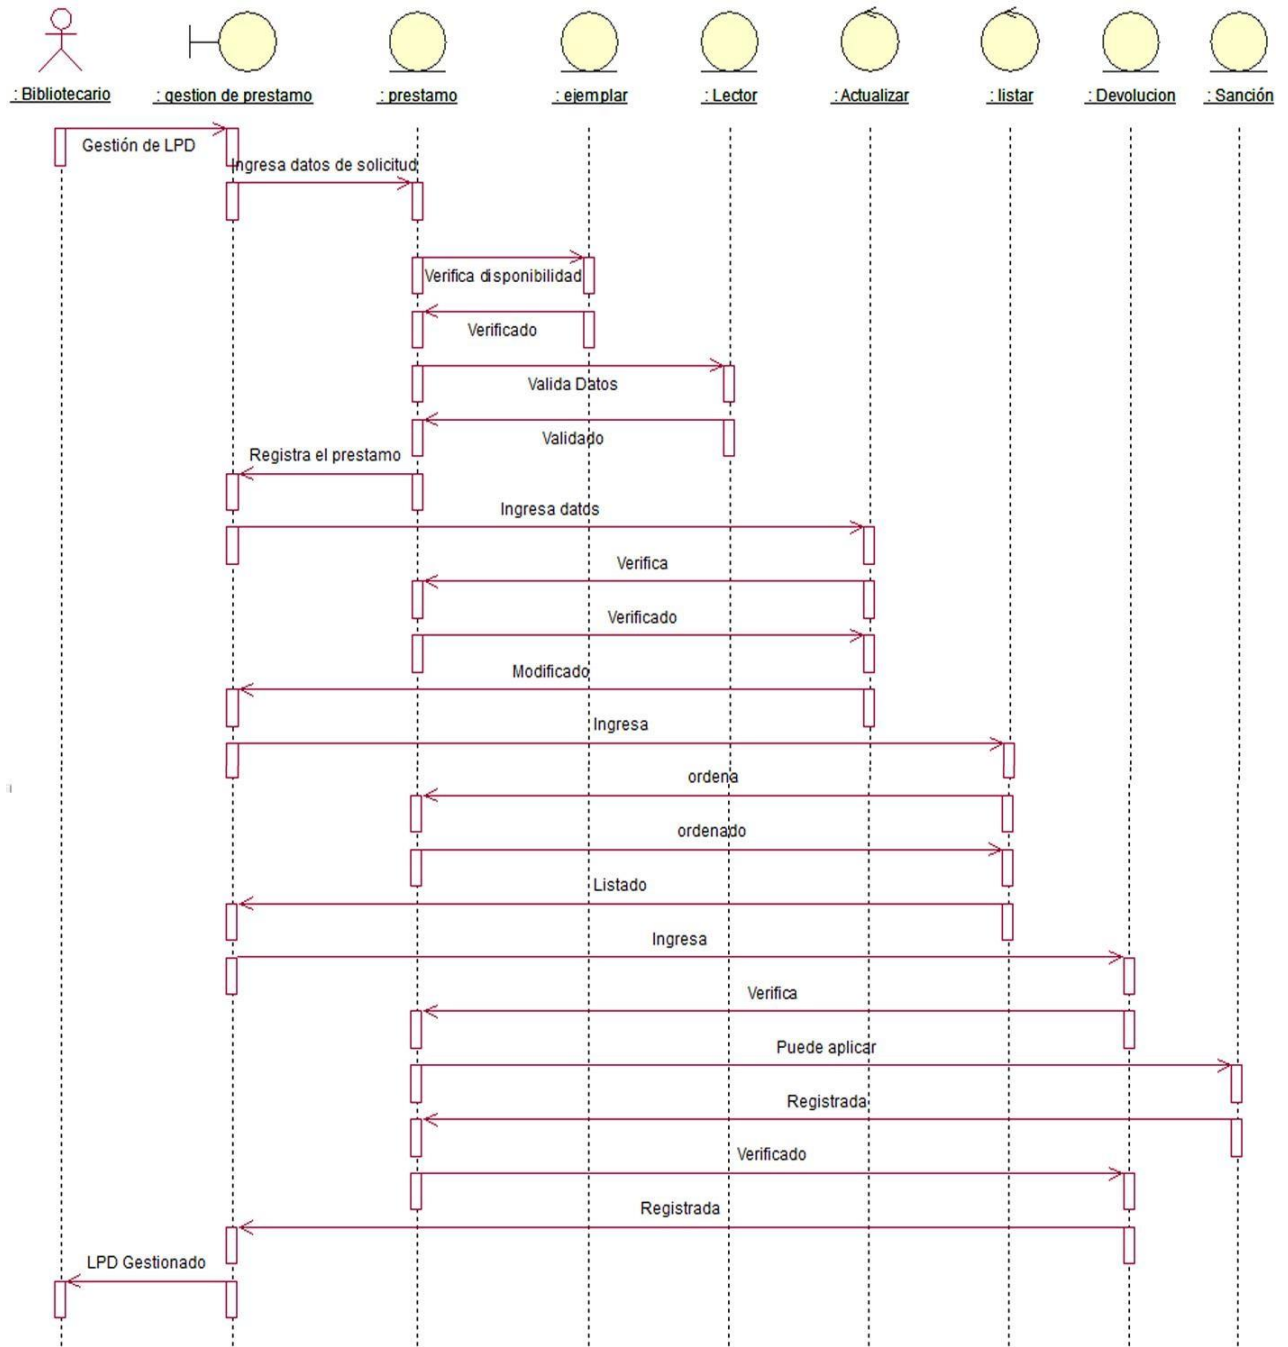 : Bibliotecario
: gestion de prestamo
: prestamo
: ejemplar
: Lector
: Actualizar
: listar
: Devolucion
: Sanción
Gestión de LPD
Ingresa datos de solicitud
Verifica disponibilidad
Verificado
Valida Datos
Validado
Registra el prestamo
Ingresa datos
Verifica
Verificado
Modificado
Ingresa
ordena
ordenado
Listado
Ingresa
Verifica
Puede aplicar
Registrada
Verificado
Registrada
LPD Gestionado